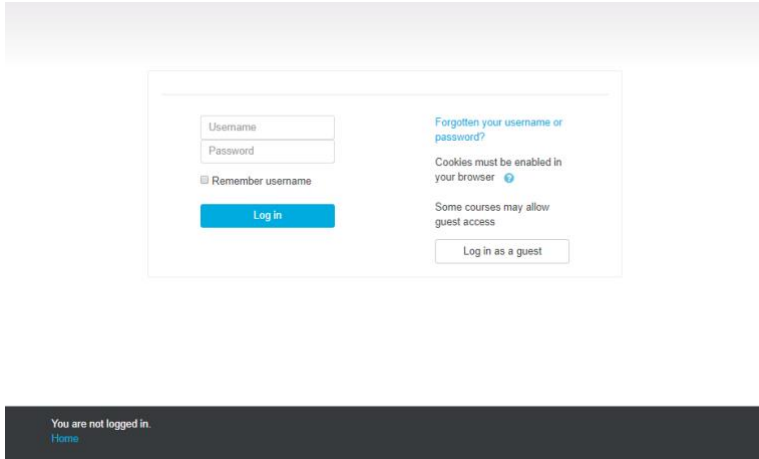 Username
Password
Remember username
Log in
Forgotten your username or
password?
Cookies must be enabled in
your browser
Some courses may allow
guest access
Log in as a guest
You are not logged in.
Home